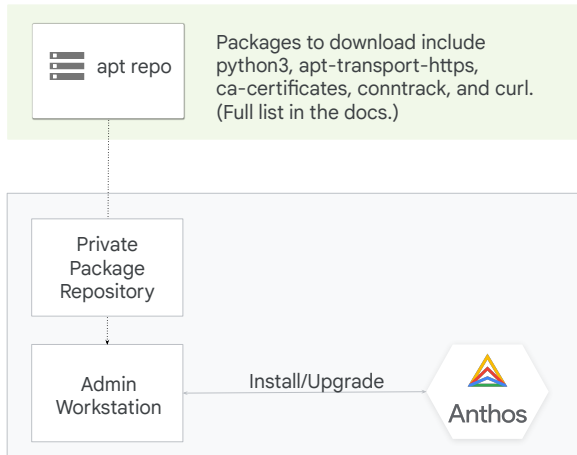 apt repo
Packages to download include
python3, apt-transport-https,
ca-certificates, conntrack, and curl.
(Full list in the docs.)
Private
Package
Repository
Admin
Workstation
Install/Upgrade
Anthos